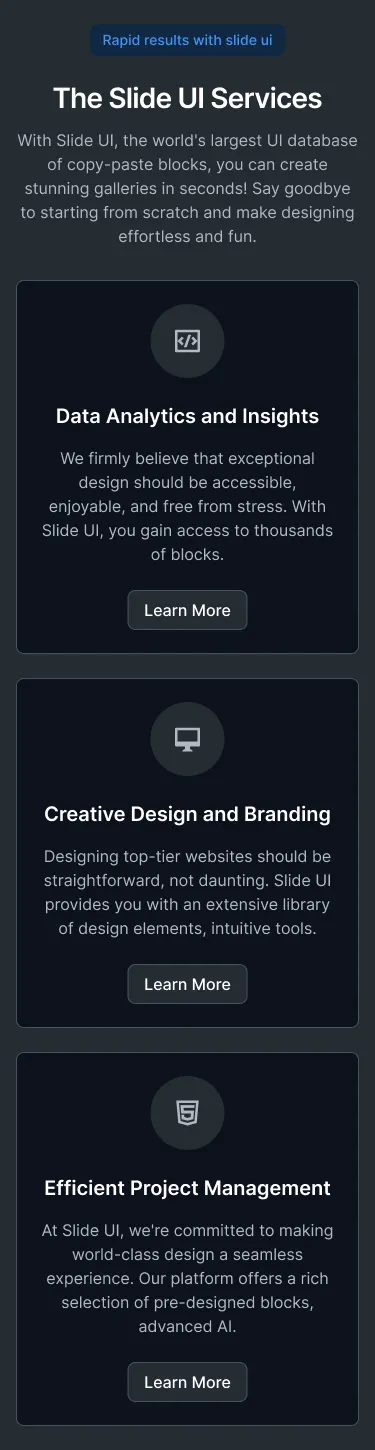 Rapid results with slide ui
The Slide UI Services
With Slide UI, the world's largest UI database
of copy-paste blocks, you can create
stunning galleries in seconds! Say goodbye
to starting from scratch and make designing
effortless and fun.
Data Analytics and Insights
We firmly believe that exceptional
design should be accessible,
enjoyable, and free from stress. With
Slide UI, you gain access to thousands
of blocks.
Learn More
Creative Design and Branding
Designing top-tier websites should be
straightforward, not daunting. Slide UI
provides you with an extensive library
of design elements, intuitive tools.
Learn More
Efficient Project Management
At Slide UI, we're committed to making
world-class design a seamless
experience. Our platform offers a rich
selection of pre-designed blocks,
advanced AI.
Learn More